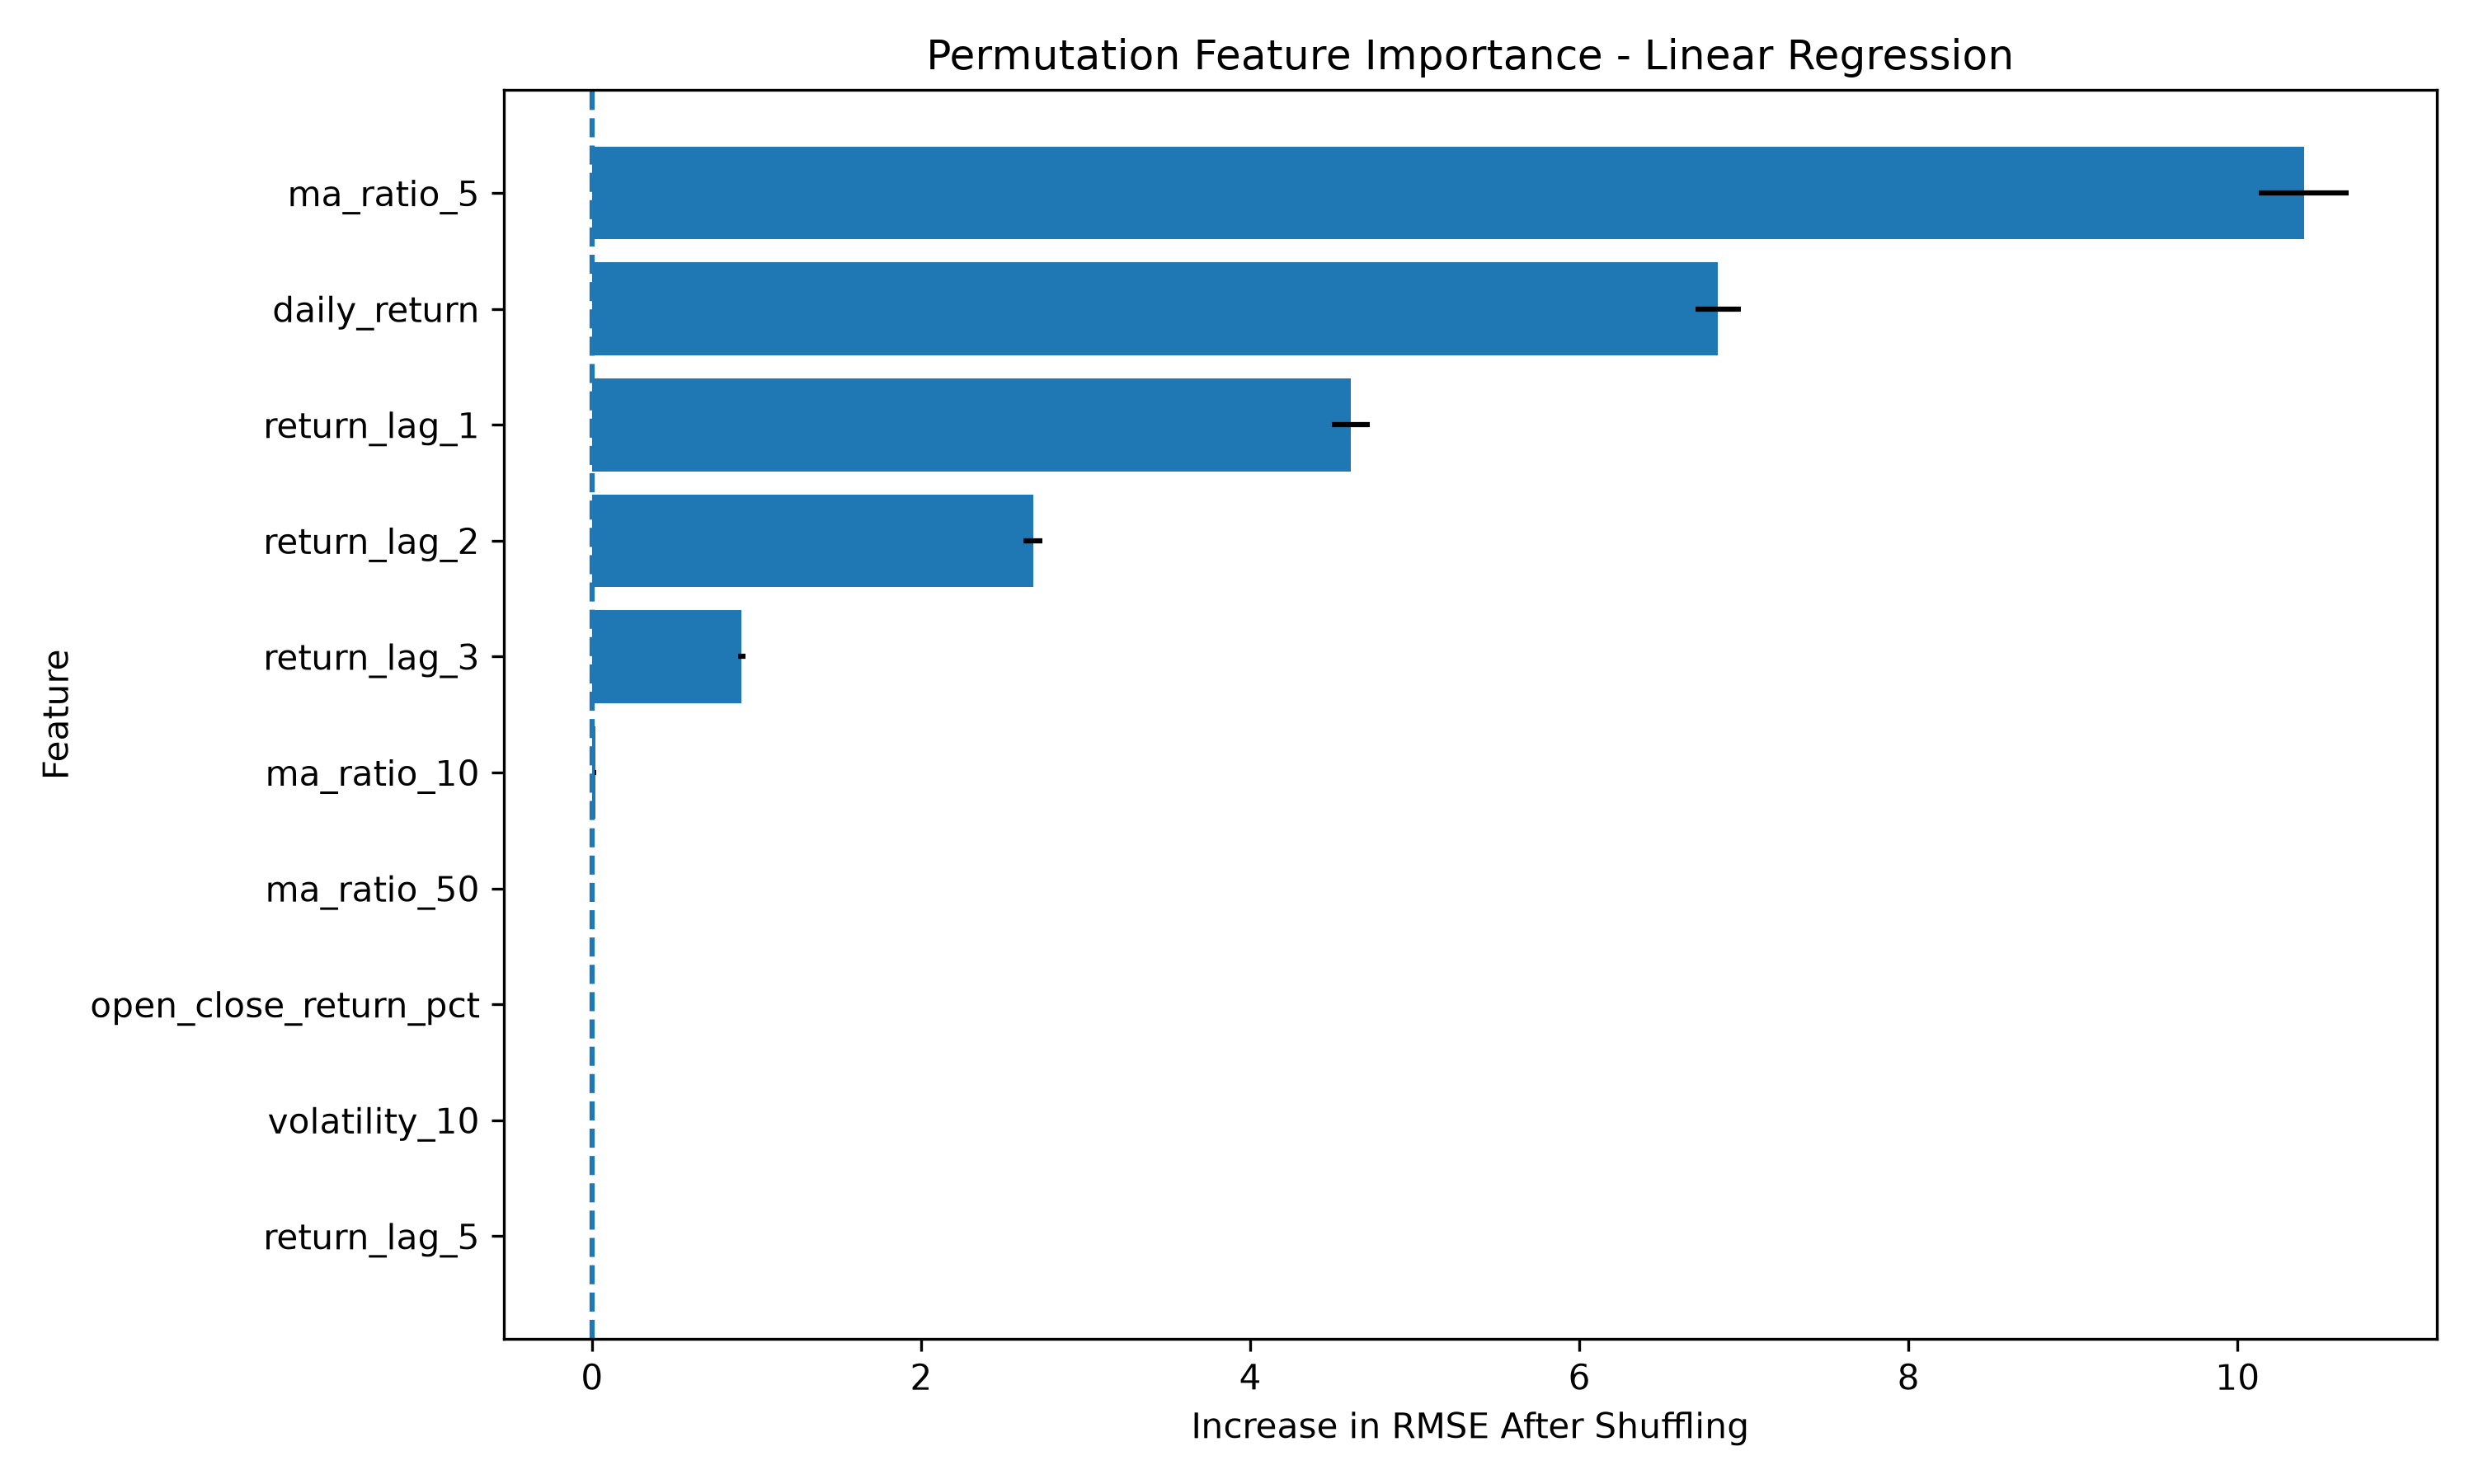 Permutation Feature Importance - Linear Regression
Feature
ma_ratio_5
daily_return
return_lag_1
return_lag_2
return_lag_3
ma_ratio_10
ma_ratio_50
open_close_return_pct
volatility_10
return_lag_5
0 2 4 6 8 10
Increase in RMSE After Shuffling